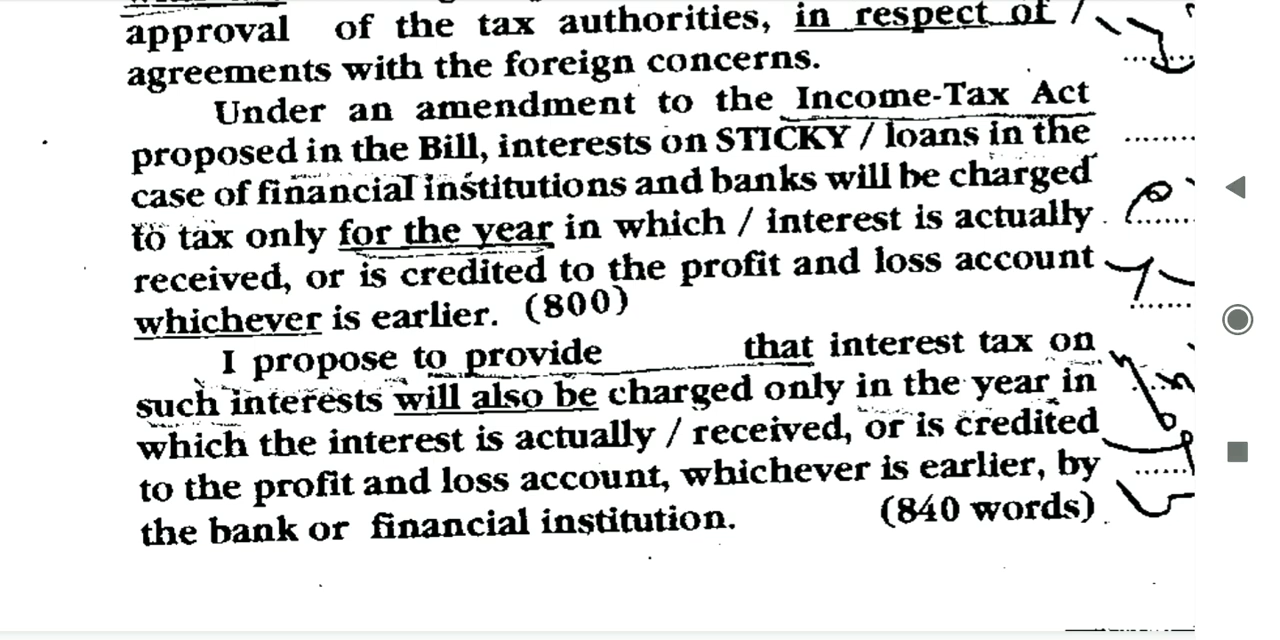 approval of the tax authorities, in respect of /
agreements with the foreign concerns.
Under an amendment to the Income-Tax Act
proposed in the Bill, interests on STICKY / loans in the
case of financial institutions and banks will be charged
to tax only for the year in which / interest is actually
received, or is credited to the profit and loss account
whichever is earlier. (800)
I propose to provide that interest tax on
such interests will also be charged only in the year in
which the interest is actually / received, or is credited
to the profit and loss account, whichever is earlier, by
the bank or financial institution. (840 words)